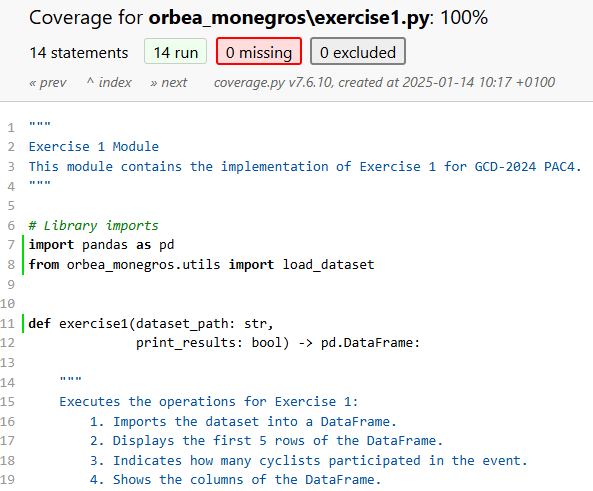 Coverage for orbea_monegros\exercise1.py: 100%
14 statements 14 run 0 missing 0 excluded
« prev ^ index » next coverage.py v7.6.10, created at 2025-01-14 10:17 +0100
1 """
2 Exercise 1 Module
3 This module contains the implementation of Exercise 1 for GCD-2024 PAC4.
4 """
5
6 # Library imports
7 import pandas as pd
8 from orbea_monegros.utils import load_dataset
9
10
11 def exercise1(dataset_path: str,
12               print_results: bool) -> pd.DataFrame:
13
14     """
15     Executes the operations for Exercise 1:
16         1. Imports the dataset into a DataFrame.
17         2. Displays the first 5 rows of the DataFrame.
18         3. Indicates how many cyclists participated in the event.
19         4. Shows the columns of the DataFrame.